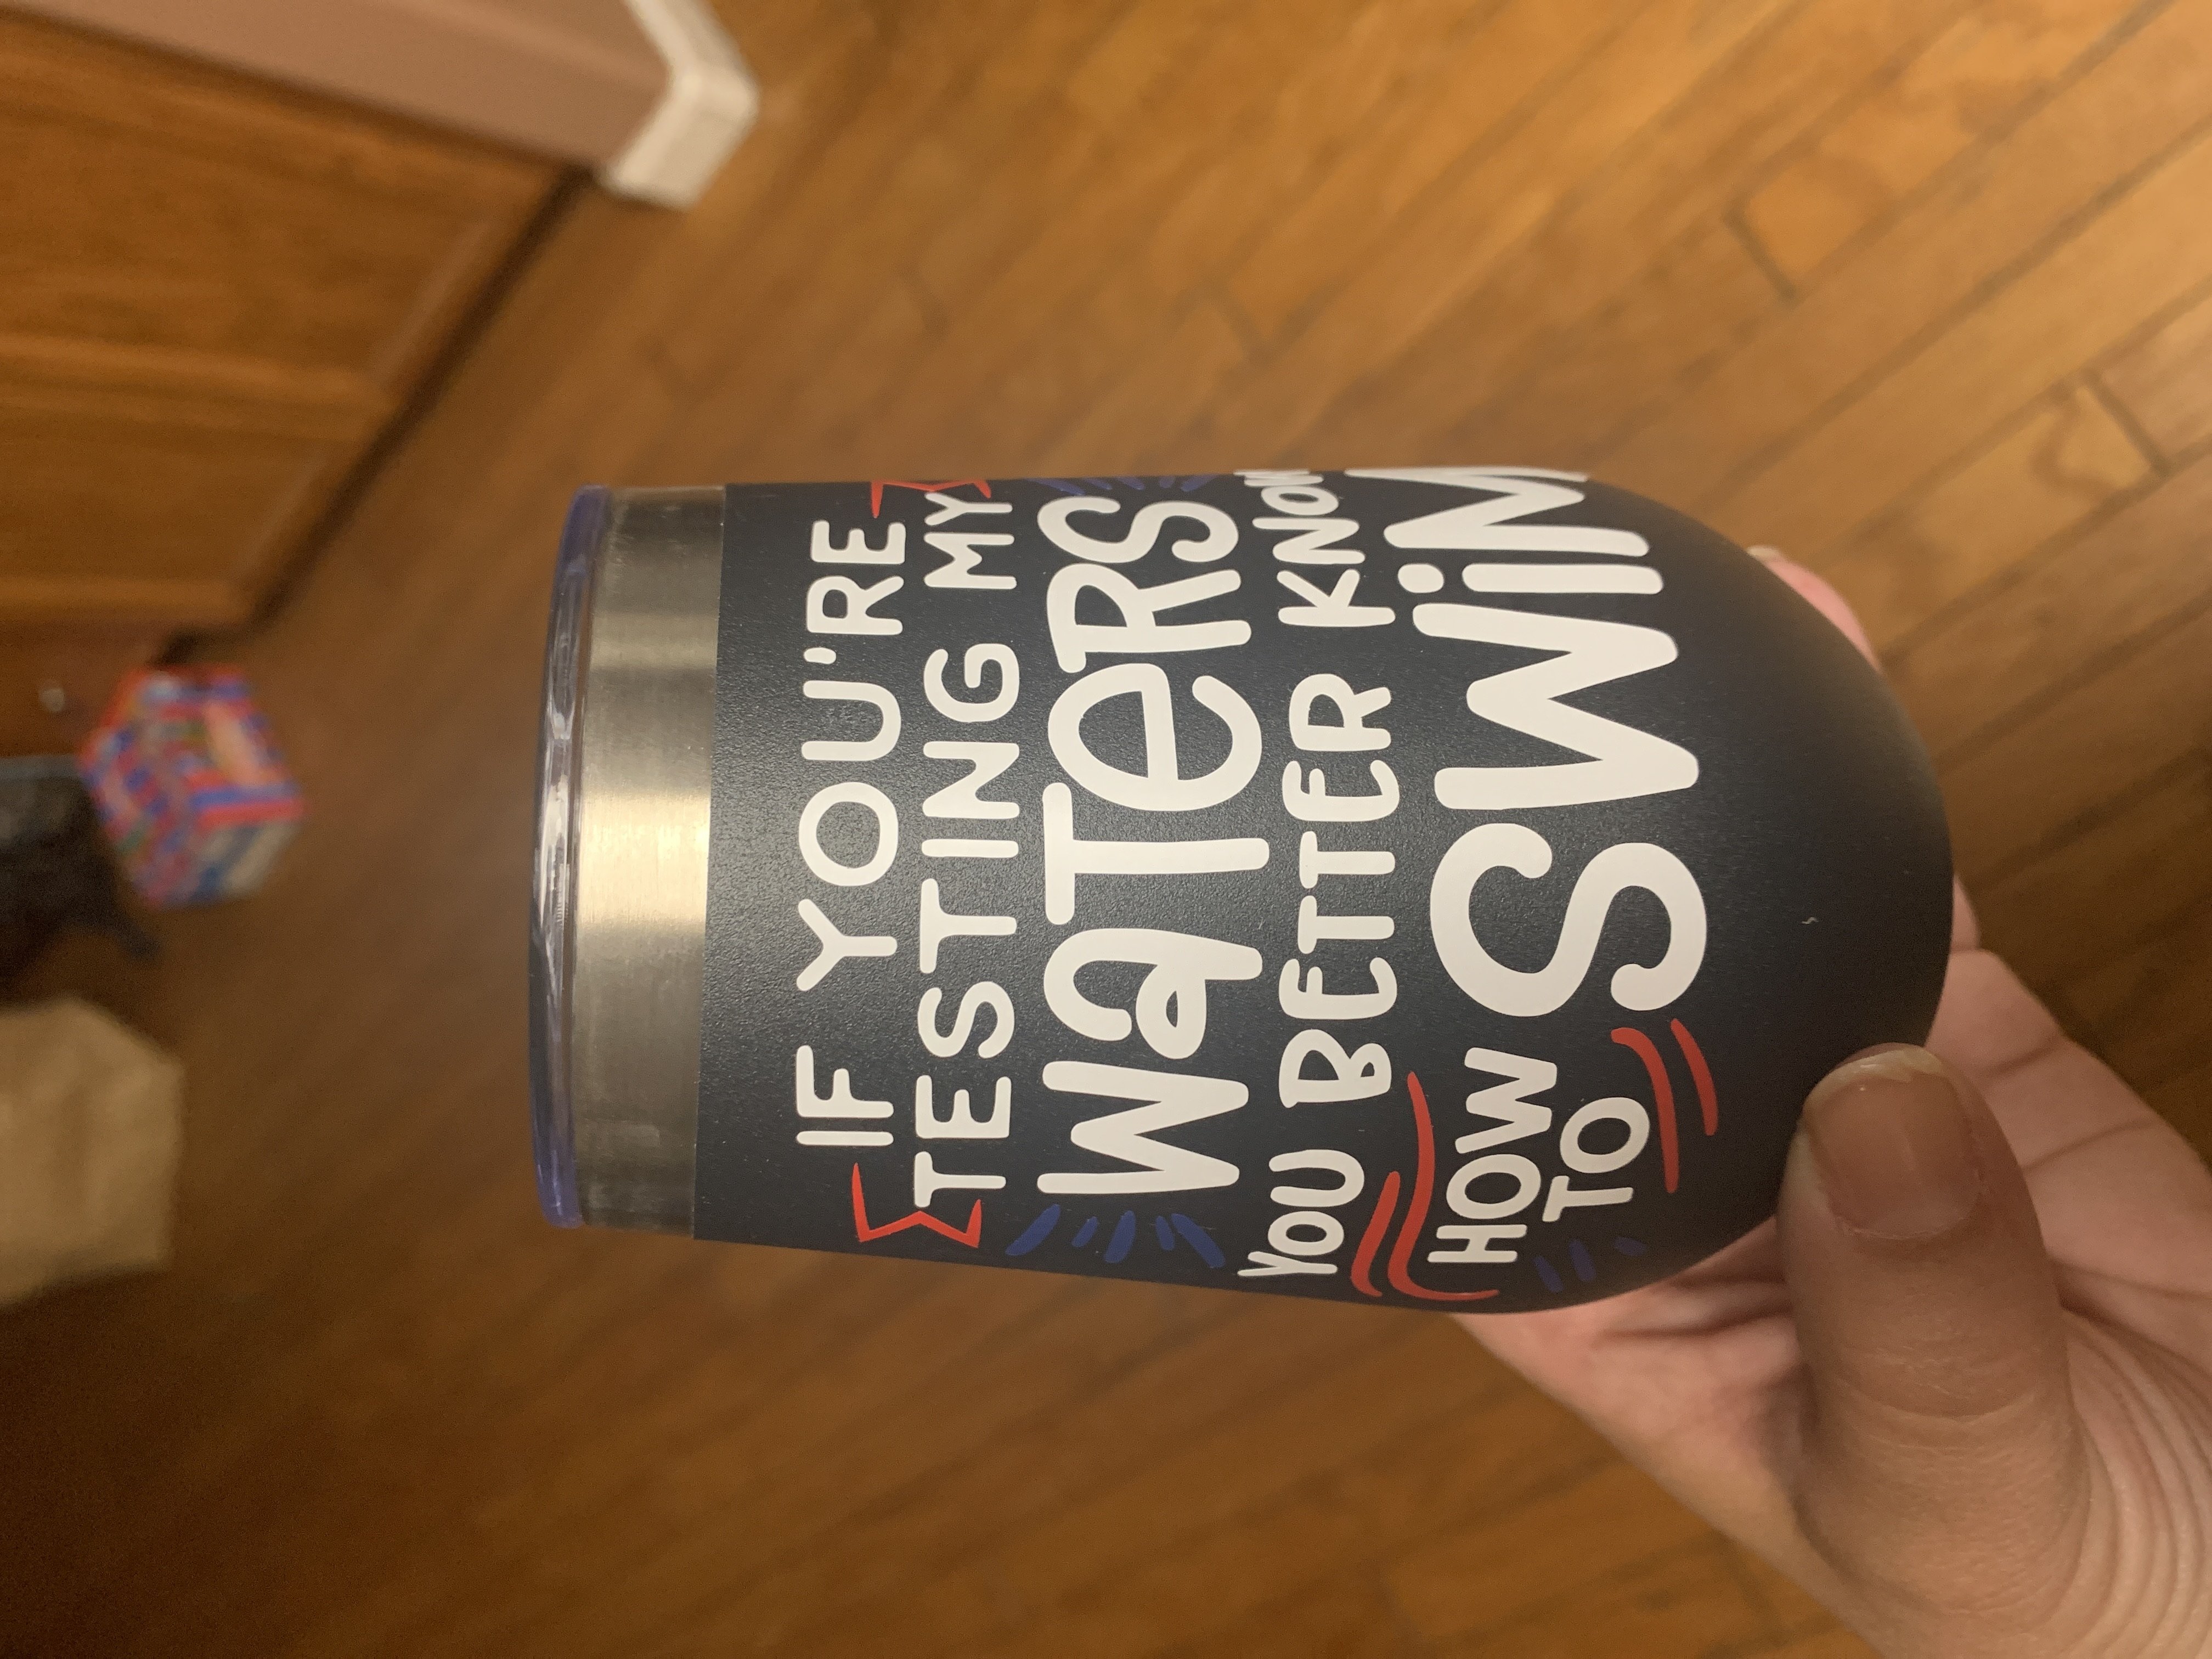 IF YOU'RE
TESTING MY
WaTeRS
YOU BETTER KNOW
HOW TO SWiM